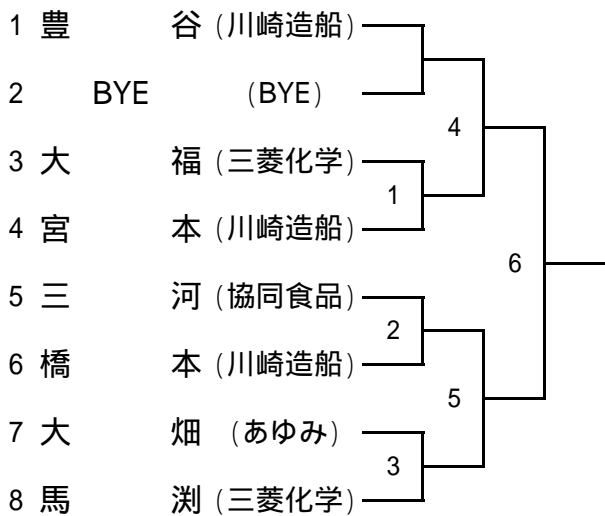 1 豊 谷 (川崎造船)
2 BYE (BYE)
4
3 大 福 (三菱化学)
1
4 宮 本 (川崎造船)
6
5 三 河 (協同食品)
2
6 橋 本 (川崎造船)
5
7 大 畑 (あゆみ)
3
8 馬 渕 (三菱化学)